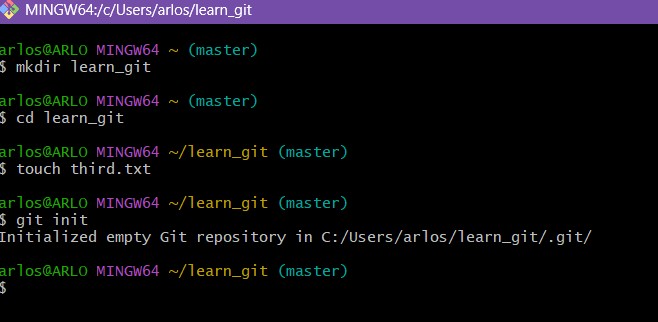 MINGW64:/c/Users/arlos/learn_git
arlos@ARLO MINGW64 ~ (master)
$ mkdir learn_git
arlos@ARLO MINGW64 ~ (master)
$ cd learn_git
arlos@ARLO MINGW64 ~/learn_git (master)
$ touch third.txt
arlos@ARLO MINGW64 ~/learn_git (master)
$ git init
Initialized empty Git repository in C:/Users/arlos/learn_git/.git/
arlos@ARLO MINGW64 ~/learn_git (master)
$